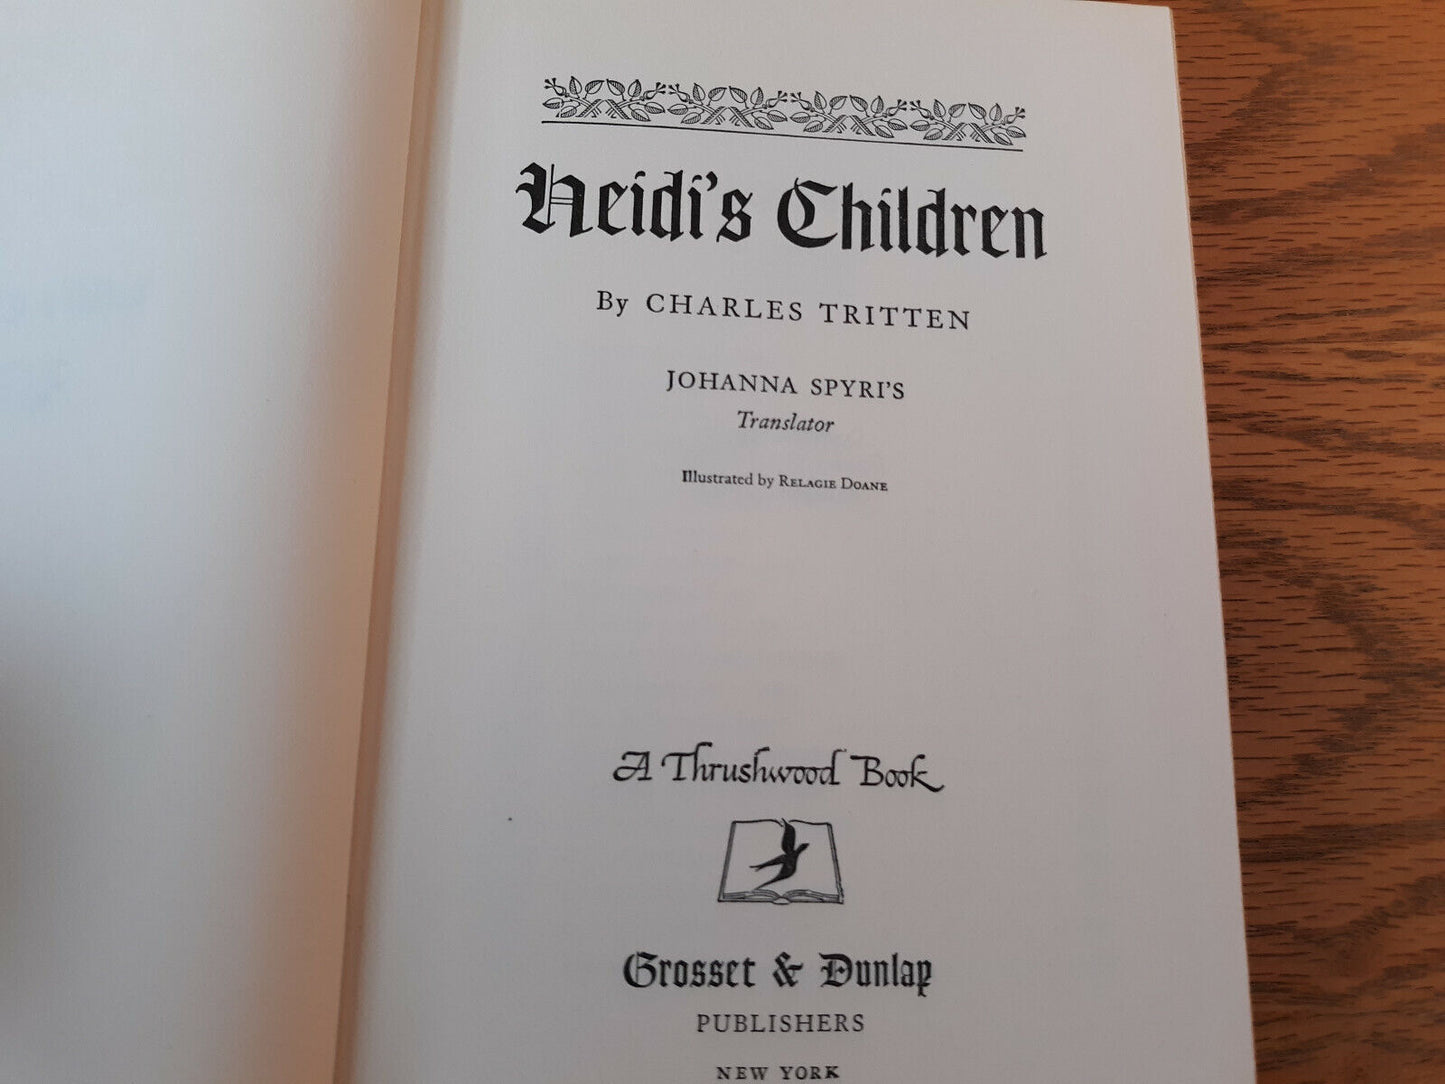 Heidi's Children
By CHARLES TRITTEN
JOHANNA SPYRI'S
Translator
Illustrated by RELAGIE DOANE
A Thrushwood Book
Grosset & Dunlap
PUBLISHERS
NEW YORK